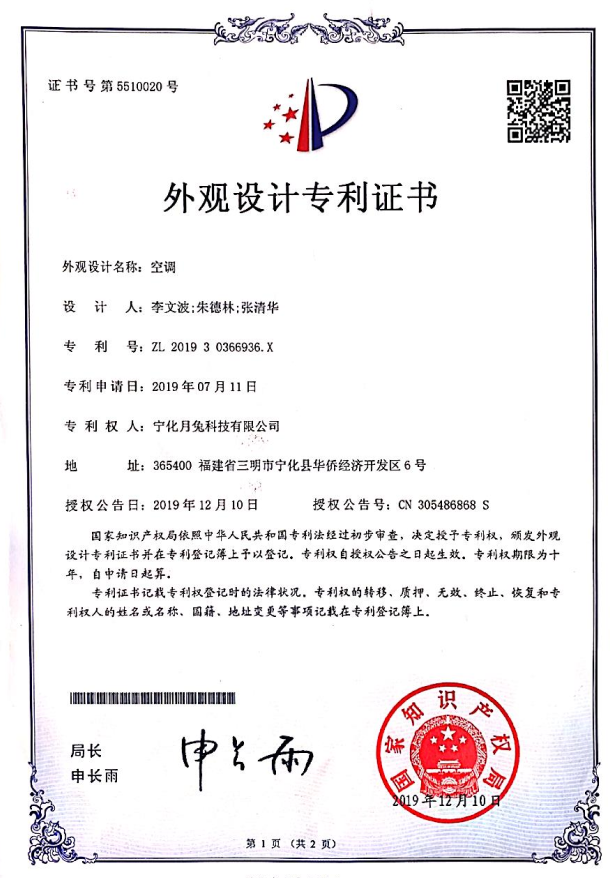 证书号第5510020号
外观设计专利证书
外观设计名称：空调
设计人：李文波;朱德林;张清华
专利号：ZL 2019 3 0366936.X
专利申请日：2019年07月11日
专利权人：宁化月兔科技有限公司
地址：365400 福建省三明市宁化县华侨经济开发区6号
授权公告日：2019年12月10日 授权公告号：CN 305486868 S
国家知识产权局依照中华人民共和国专利法经过初步审查，决定授予专利权，颁发外观
设计专利证书并在专利登记簿上予以登记。专利权自授权公告之日起生效。专利权期限为十
年，自申请日起算。
专利证书记载专利权登记时的法律状况。专利权的转移、质押、无效、终止、恢复和专
利权人的姓名或名称、国籍、地址变更等事项记载在专利登记簿上。
局长
申长雨
申长雨
国家知识产权局
2019年12月10日
第1页（共2页）